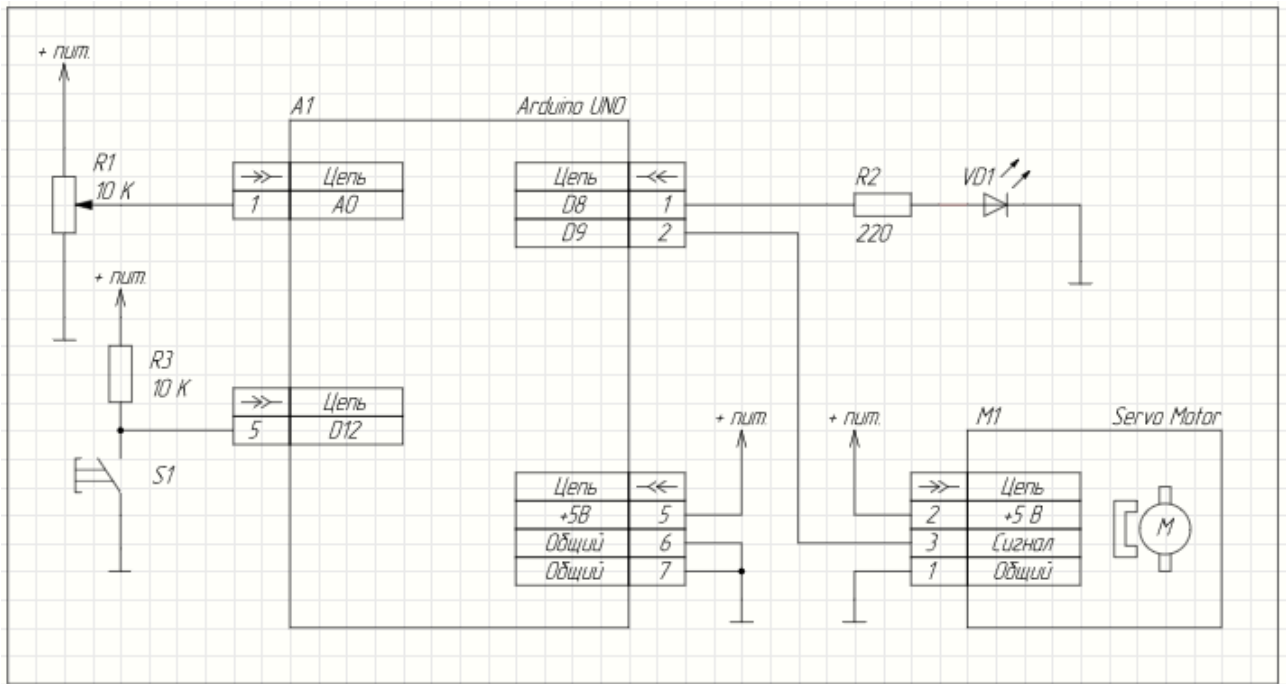 + пит.
A1
Arduino UNO
R1
10 K
Цепь
1
A0
Цепь
D8
1
D9
2
R2
220
VD1
+ пит.
R3
10 K
Цепь
5
D12
S1
+ пит.
Цепь
+5В
5
Общий
6
Общий
7
+ пит.
M1
Servo Motor
Цепь
2
+5 В
3
Сигнал
1
Общий
M